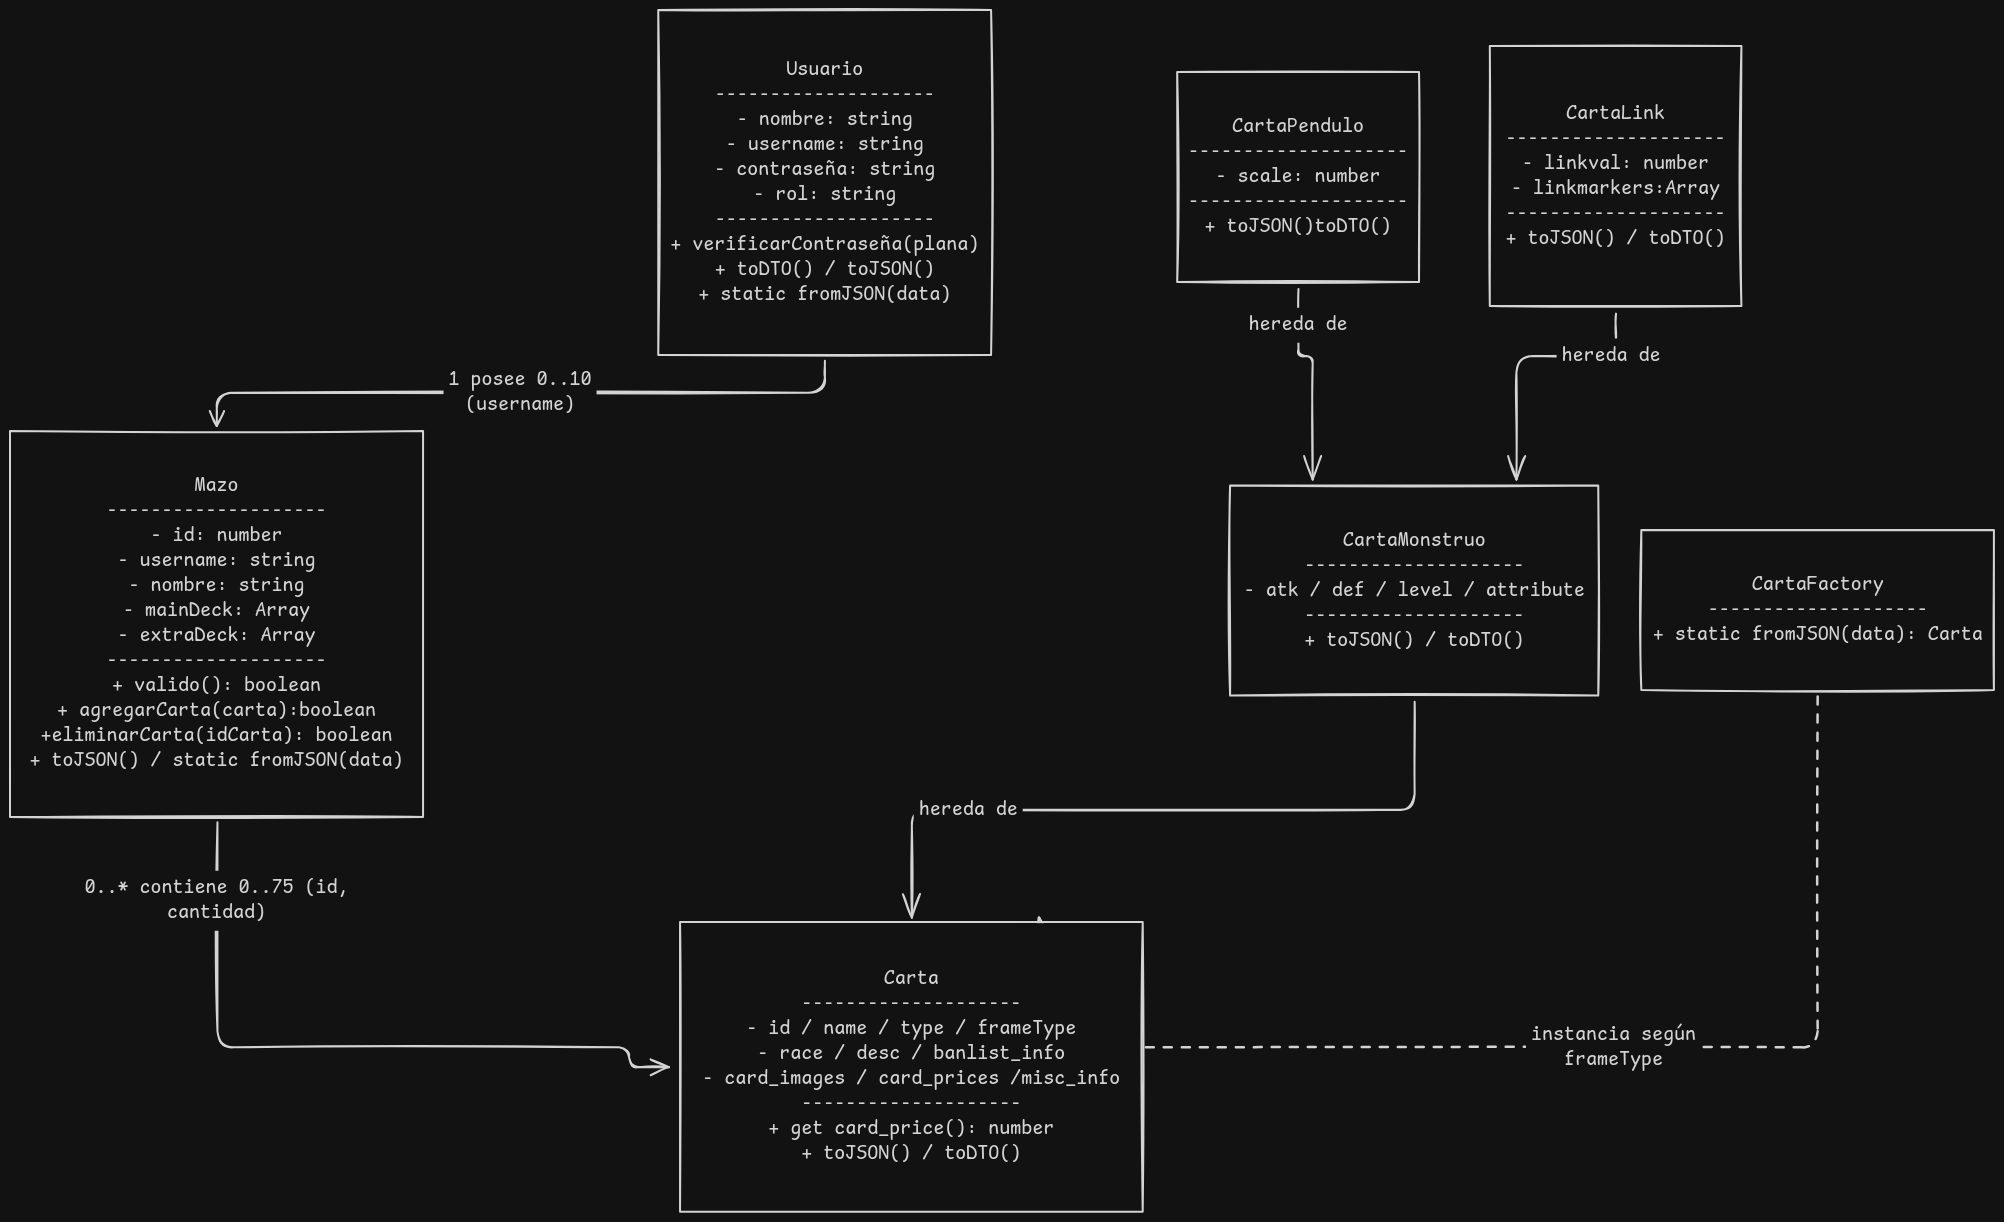 Usuario
--------------------
- nombre: string
- username: string
- contraseña: string
- rol: string
--------------------
+ verificarContraseña(plana)
+ toDTO() / toJSON()
+ static fromJSON(data)
CartaPendulo
--------------------
- scale: number
--------------------
+ toJSON()toDTO()
CartaLink
--------------------
- linkval: number
- linkmarkers:Array
--------------------
+ toJSON() / toDTO()
hereda de
hereda de
1 posee 0..10
(username)
Mazo
--------------------
- id: number
- username: string
- nombre: string
- mainDeck: Array
- extraDeck: Array
--------------------
+ valido(): boolean
+ agregarCarta(carta):boolean
+eliminarCarta(idCarta): boolean
+ toJSON() / static fromJSON(data)
CartaMonstruo
--------------------
- atk / def / level / attribute
--------------------
+ toJSON() / toDTO()
CartaFactory
--------------------
+ static fromJSON(data): Carta
hereda de
0..* contiene 0..75 (id,
cantidad)
Carta
--------------------
- id / name / type / frameType
- race / desc / banlist_info
- card_images / card_prices /misc_info
--------------------
+ get card_price(): number
+ toJSON() / toDTO()
instancia según
frameType